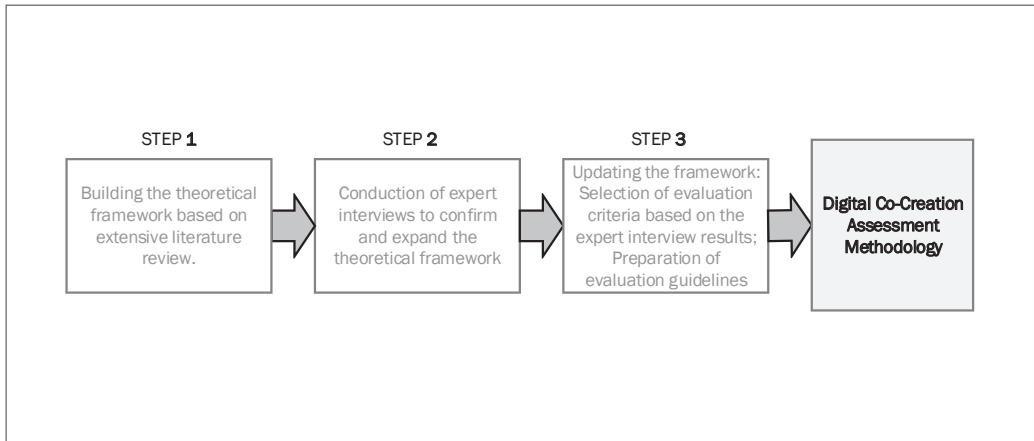 STEP 1
Building the theoretical
framework based on
extensive literature
review.
STEP 2
Conduction of expert
interviews to confirm
and expand the
theoretical framework
STEP 3
Updating the framework:
Selection of evaluation
criteria based on the
expert interview results;
Preparation of
evaluation guidelines
Digital Co-Creation
Assessment
Methodology